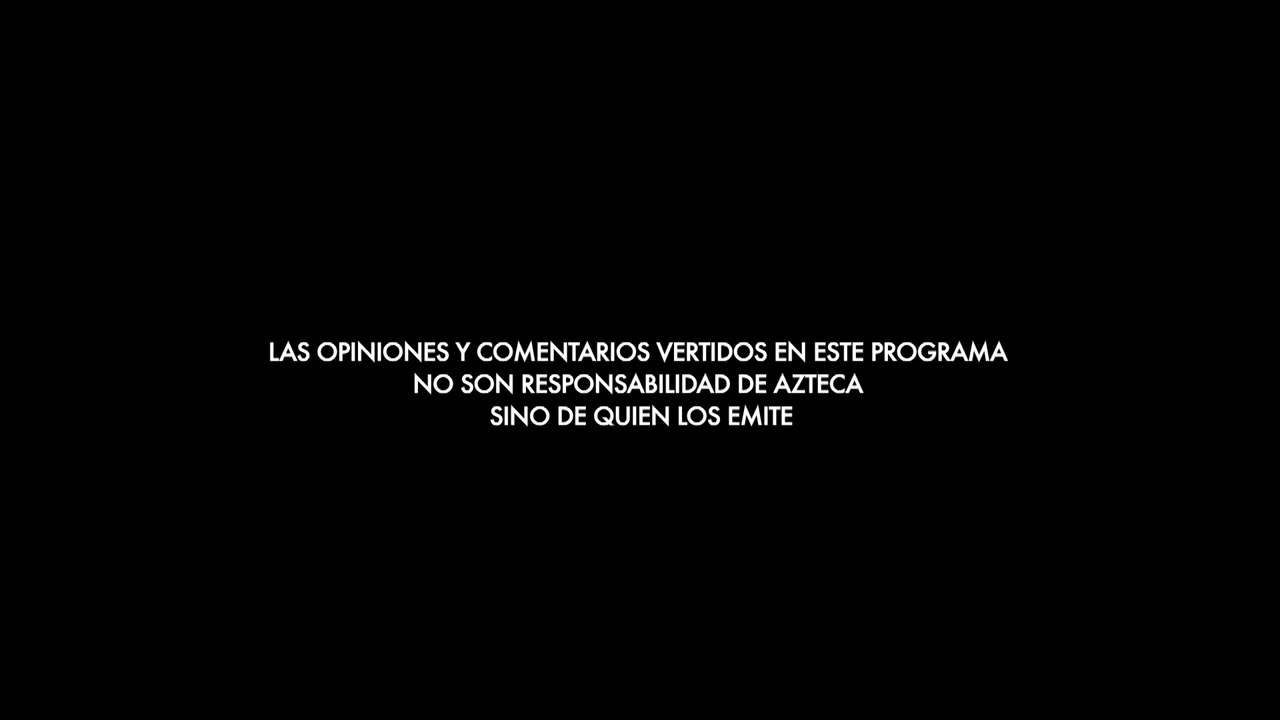 LAS OPINIONES Y COMENTARIOS VERTIDOS EN ESTE PROGRAMA
NO SON RESPONSABILIDAD DE AZTECA
SINO DE QUIEN LOS EMITE